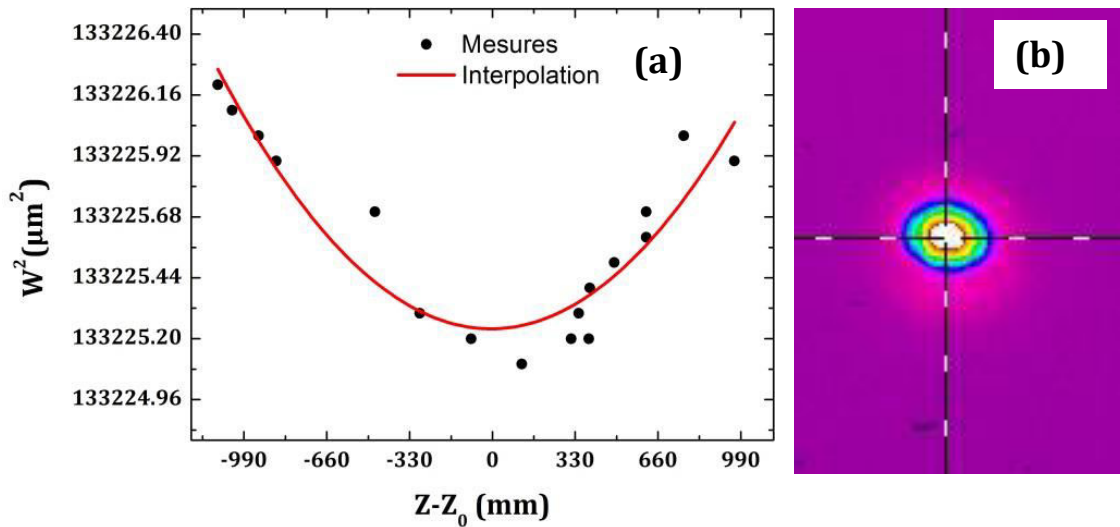 133226.40
133226.16
133225.92
133225.68
133225.44
133225.20
133224.96
W²(µm²)
Mesures
Interpolation
(a)
-990 -660 -330 0 330 660 990
Z-Z₀ (mm)
(b)